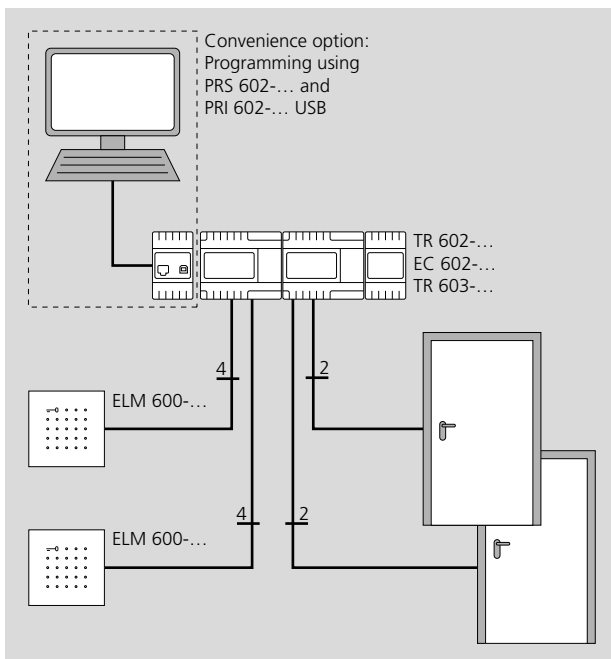 Convenience option:
Programming using
PRS 602-… and
PRI 602-… USB
TR 602-…
EC 602-…
TR 603-…
4
2
ELM 600-…
4
2
ELM 600-…